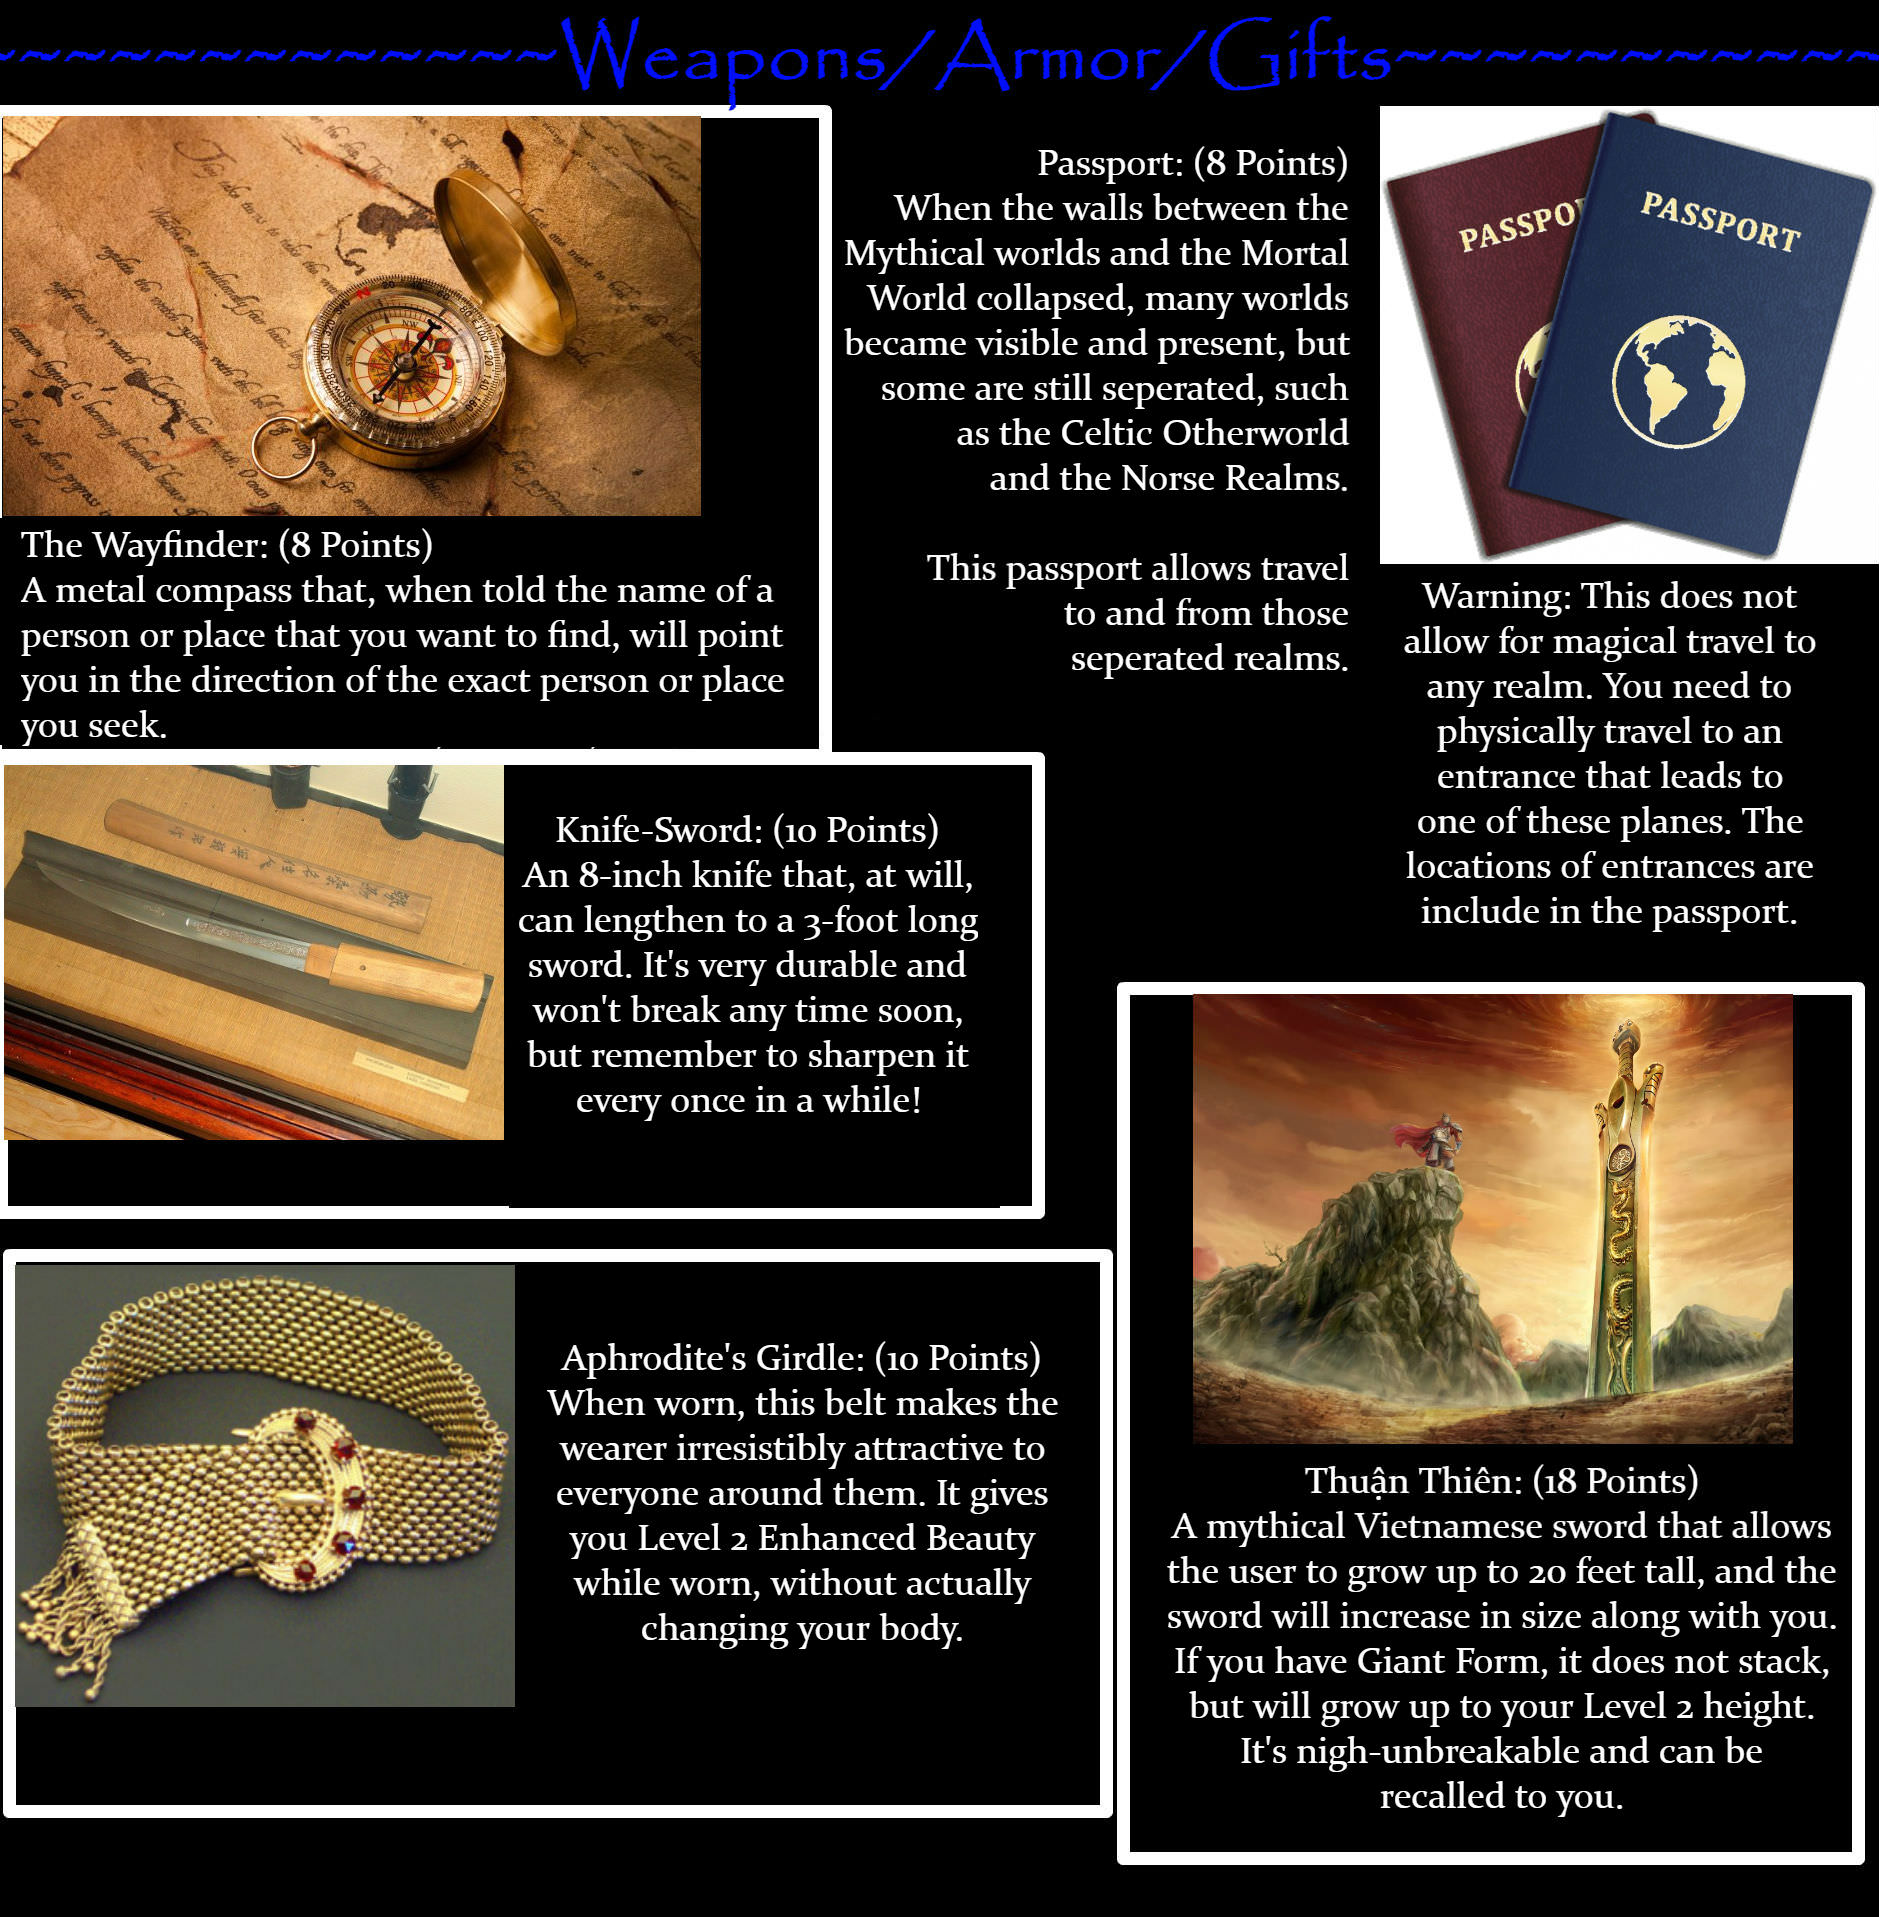 ~~~~~~~~~~~~Weapons/Armor/Gifts~~~~~~~~~~~
The Wayfinder: (8 Points)
A metal compass that, when told the name of a
person or place that you want to find, will point
you in the direction of the exact person or place
you seek.
Passport: (8 Points)
When the walls between the
Mythical worlds and the Mortal
World collapsed, many worlds
became visible and present, but
some are still seperated, such
as the Celtic Otherworld
and the Norse Realms.
This passport allows travel
to and from those
seperated realms.
PASSPO
PASSPORT
Warning: This does not
allow for magical travel to
any realm. You need to
physically travel to an
entrance that leads to
one of these planes. The
locations of entrances are
include in the passport.
Knife-Sword: (10 Points)
An 8-inch knife that, at will,
can lengthen to a 3-foot long
sword. It's very durable and
won't break any time soon,
but remember to sharpen it
every once in a while!
Aphrodite's Girdle: (10 Points)
When worn, this belt makes the
wearer irresistibly attractive to
everyone around them. It gives
you Level 2 Enhanced Beauty
while worn, without actually
changing your body.
Thuận Thiên: (18 Points)
A mythical Vietnamese sword that allows
the user to grow up to 20 feet tall, and the
sword will increase in size along with you.
If you have Giant Form, it does not stack,
but will grow up to your Level 2 height.
It's nigh-unbreakable and can be
recalled to you.